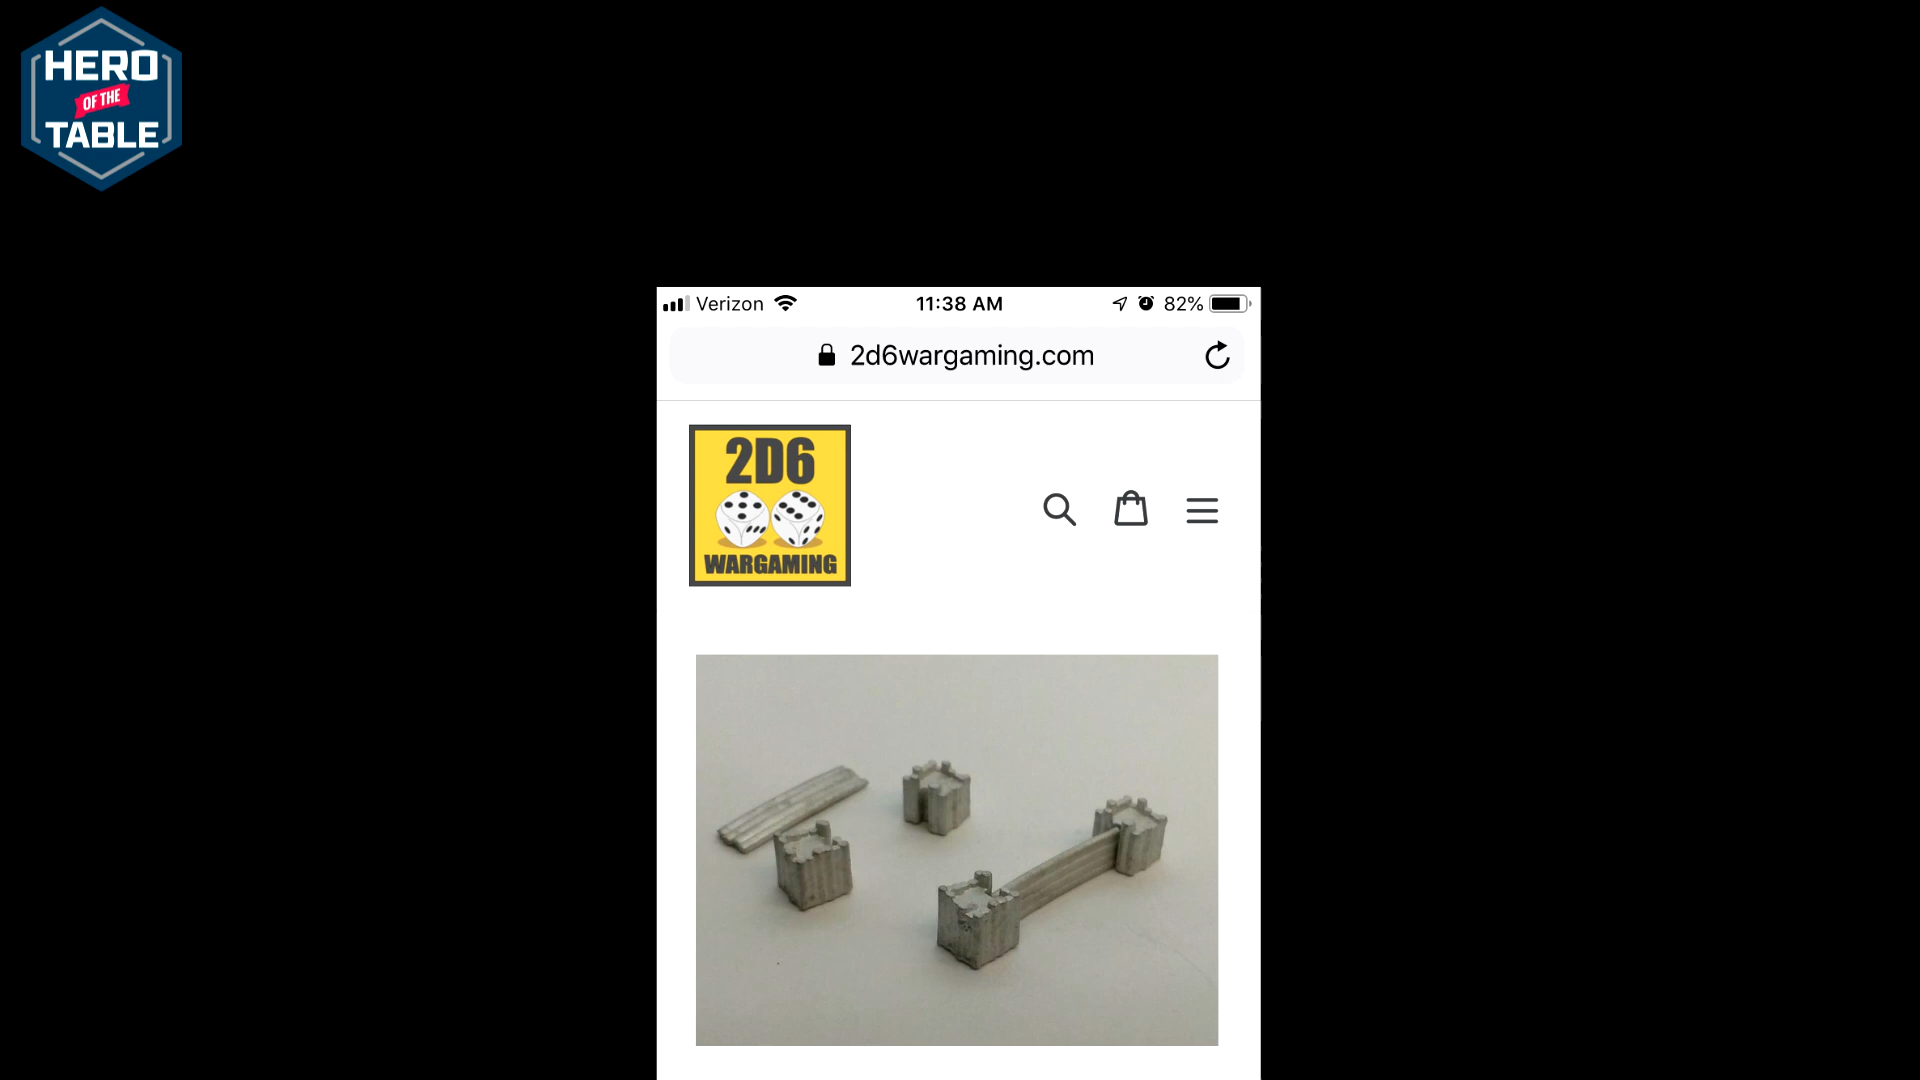 HERO
OF THE
TABLE
Verizon
11:38 AM
82%
2d6wargaming.com
2D6
WARGAMING